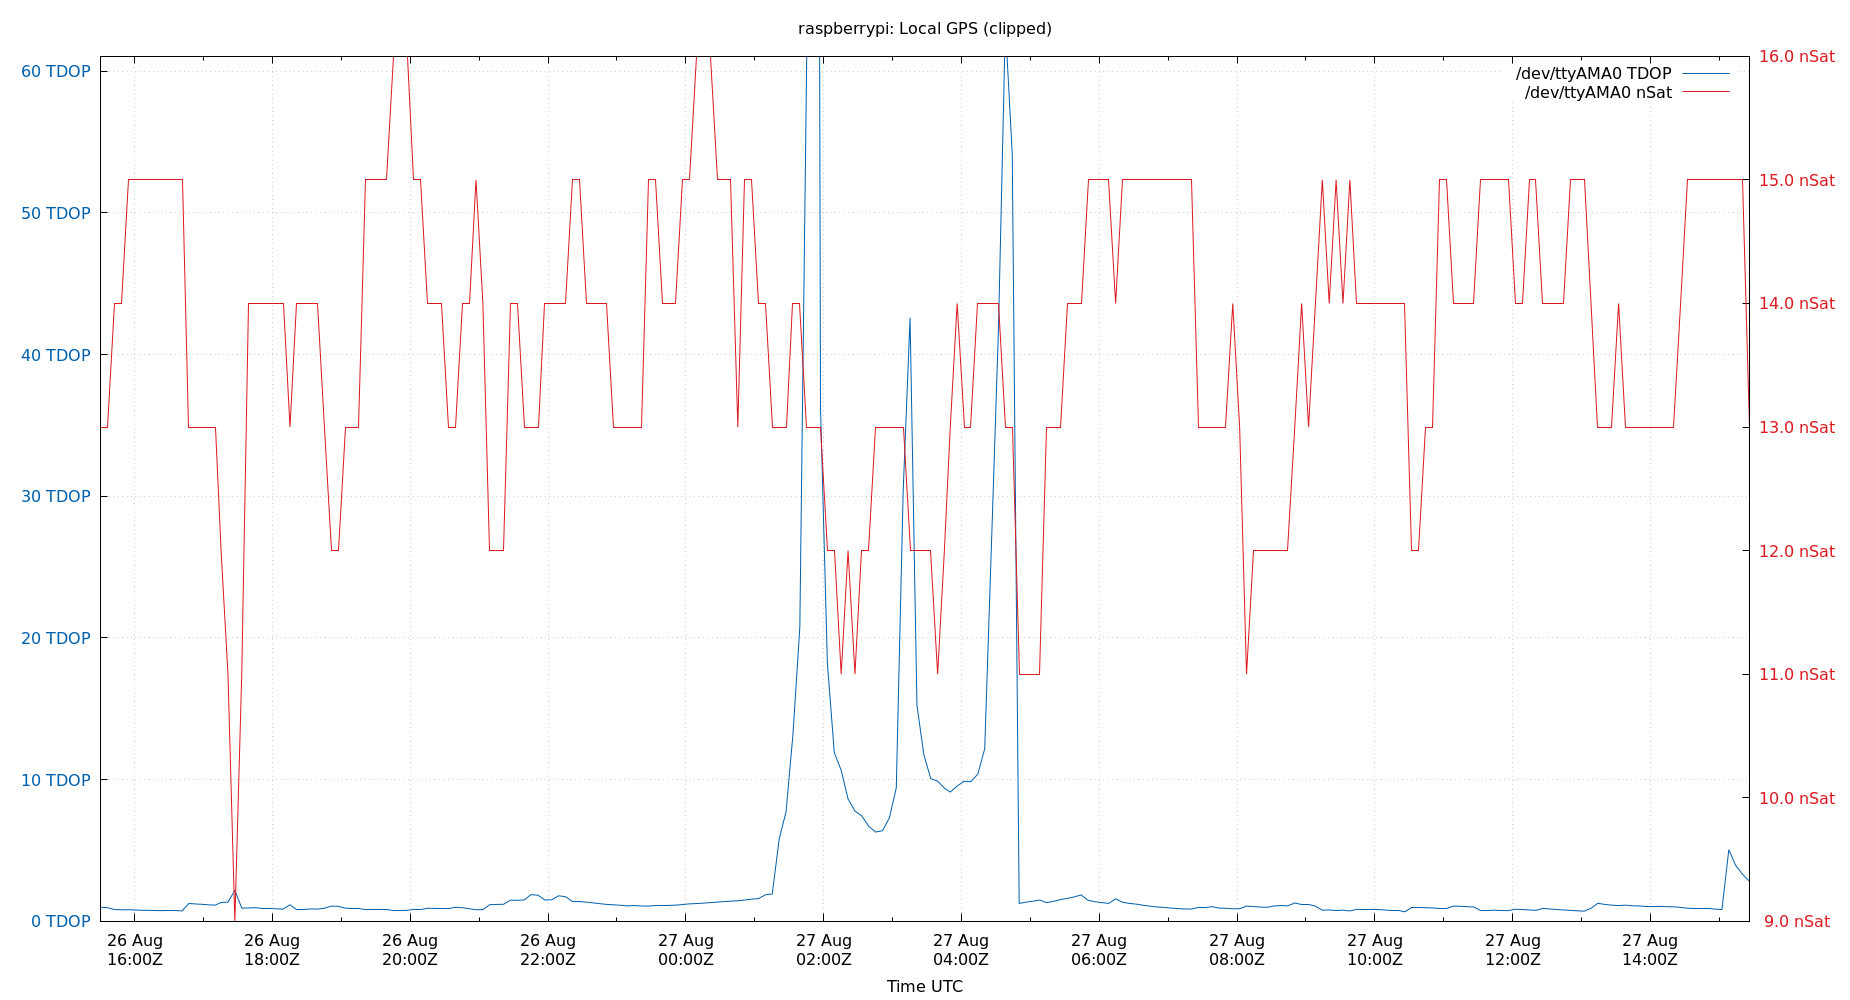 raspberrypi: Local GPS (clipped)
60 TDOP
50 TDOP
40 TDOP
30 TDOP
20 TDOP
10 TDOP
0 TDOP
/dev/ttyAMA0 TDOP
/dev/ttyAMA0 nSat
16.0 nSat
15.0 nSat
14.0 nSat
13.0 nSat
12.0 nSat
11.0 nSat
10.0 nSat
9.0 nSat
26 Aug
16:00Z
26 Aug
18:00Z
26 Aug
20:00Z
26 Aug
22:00Z
27 Aug
00:00Z
27 Aug
02:00Z
27 Aug
04:00Z
27 Aug
06:00Z
27 Aug
08:00Z
27 Aug
10:00Z
27 Aug
12:00Z
27 Aug
14:00Z
Time UTC